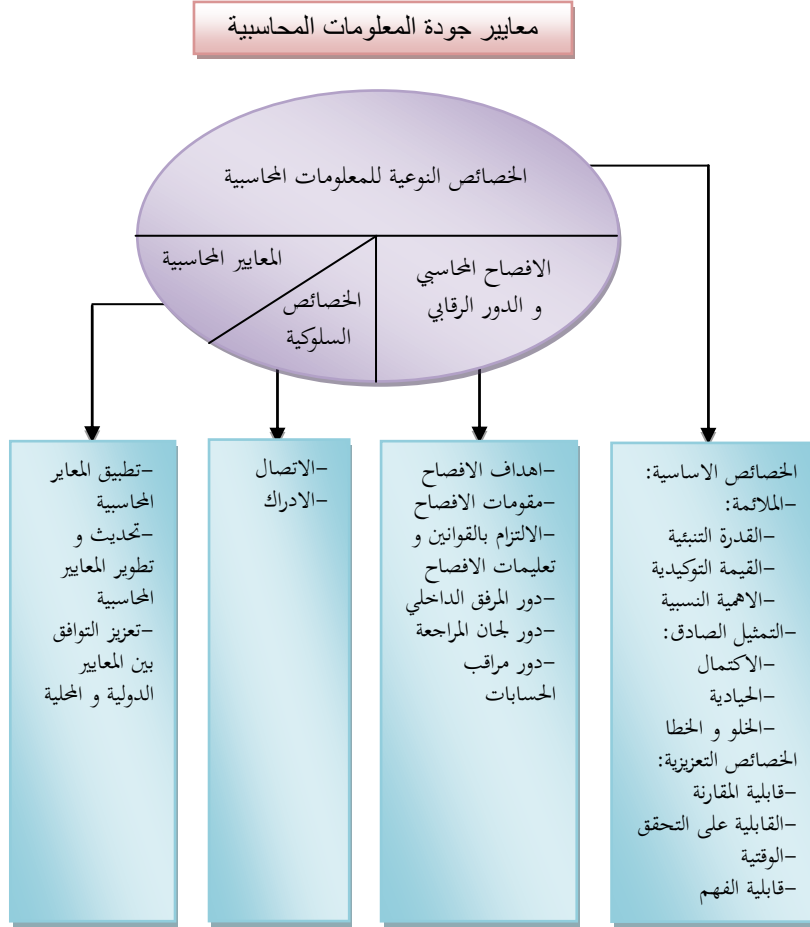 معايير جودة المعلومات المحاسبية
الخصائص النوعية للمعلومات المحاسبية
الافصاح المحاسبي
و الدور الرقابي
الخصائص
السلوكية
المعايير المحاسبية
الخصائص الاساسية:
-الملائمة:
-القدرة التنبئية
-القيمة التوكيدية
-الاهمية النسبية
-التمثيل الصادق:
-الاكتمال
-الحيادية
-الخلو و الخطا
الخصائص التعزيزية:
-قابلية المقارنة
-القابلية على التحقق
-الوقتية
-قابلية الفهم
-اهداف الافصاح
-مقومات الافصاح
-الالتزام بالقوانين و
تعليمات الافصاح
-دور المرفق الداخلي
-دور لجان المراجعة
-دور مراقب
الحسابات
-الاتصال
-الادراك
-تطبيق المعاير
المحاسبية
-تحديث و
تطوير المعايير
المحاسبية
-تعزيز التوافق
بين المعايير
الدولية و المحلية